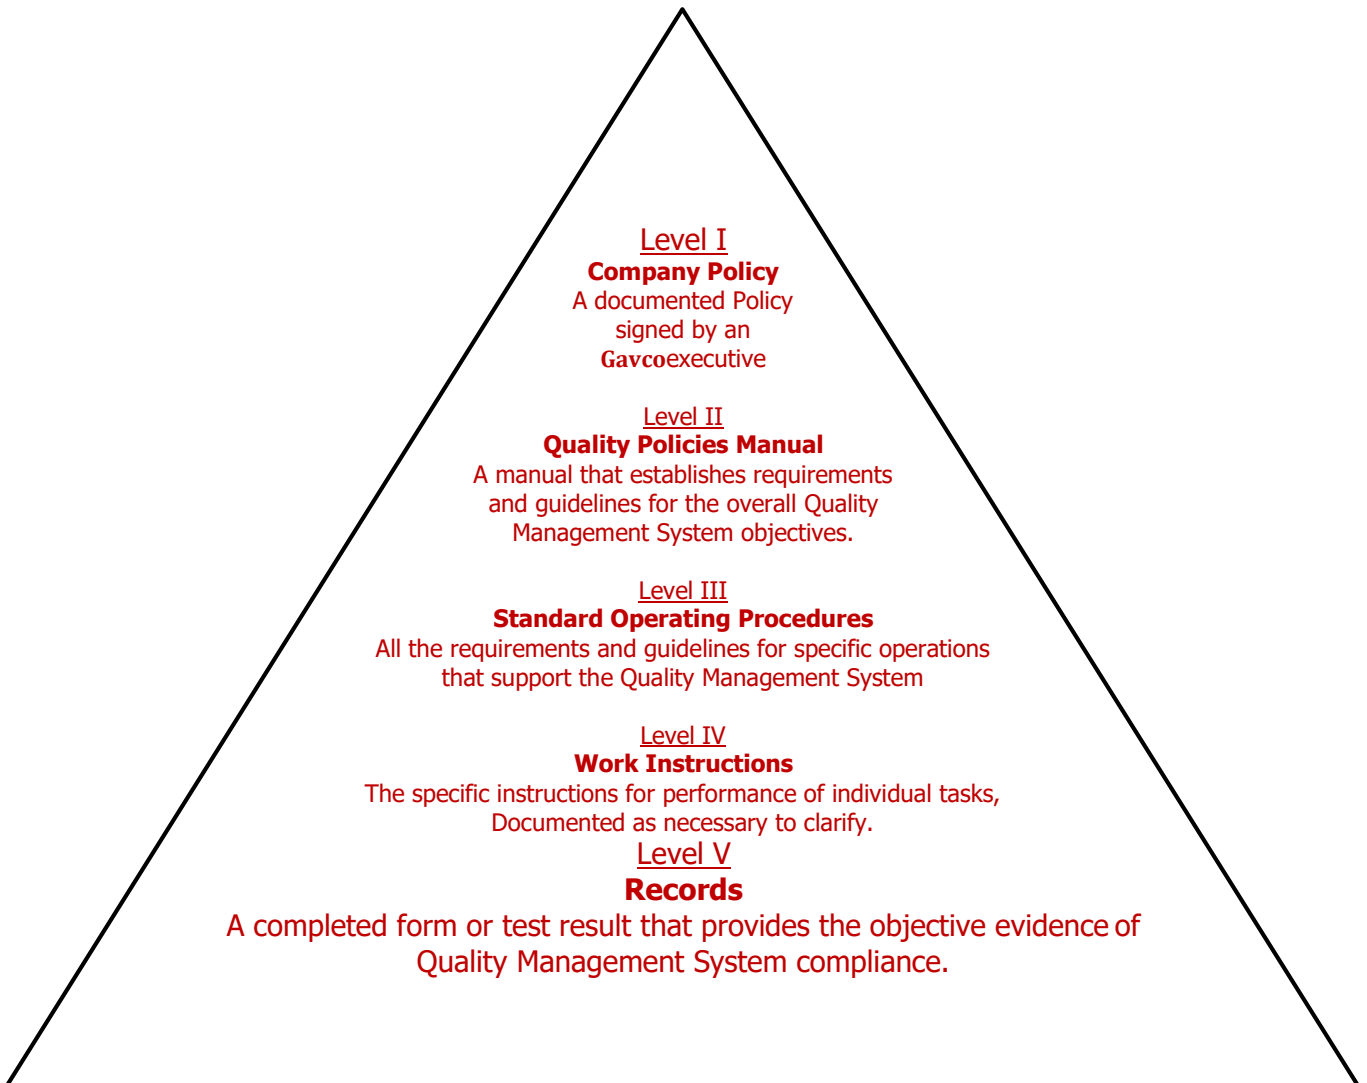 Level I
Company Policy
A documented Policy
signed by an
Gavcoexecutive
Level II
Quality Policies Manual
A manual that establishes requirements
and guidelines for the overall Quality
Management System objectives.
Level III
Standard Operating Procedures
All the requirements and guidelines for specific operations
that support the Quality Management System
Level IV
Work Instructions
The specific instructions for performance of individual tasks,
Documented as necessary to clarify.
Level V
Records
A completed form or test result that provides the objective evidence of
Quality Management System compliance.